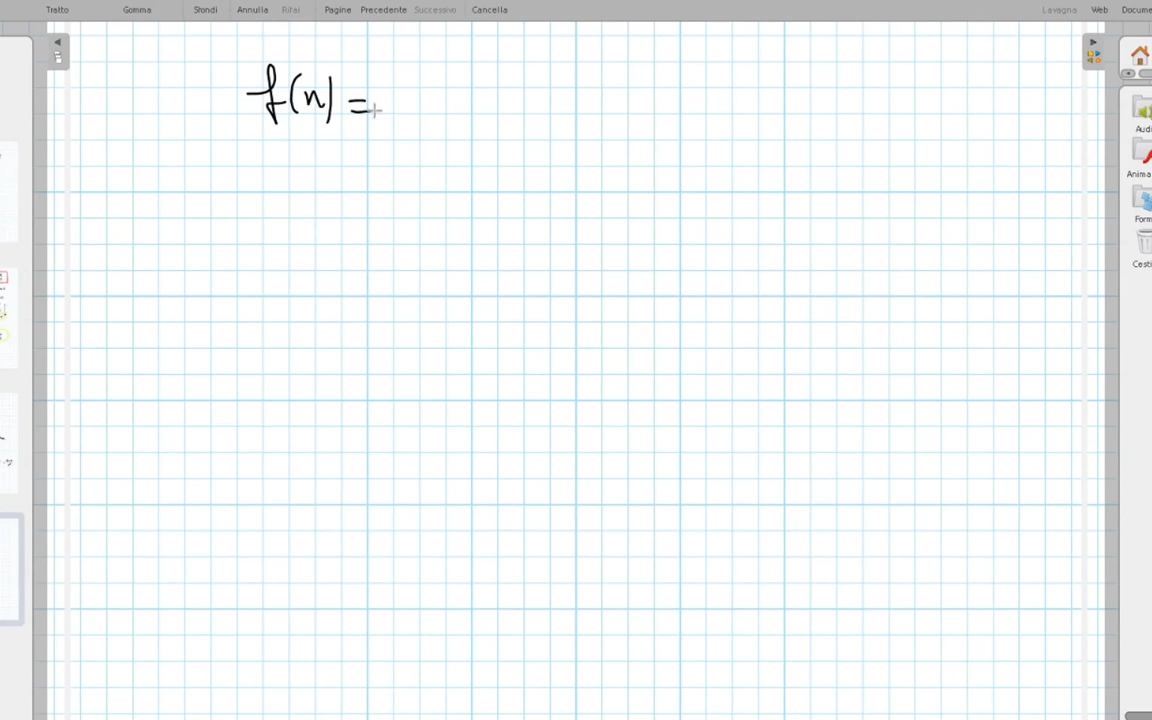 Tratto Gomma Sfondi Annulla Rifai Pagine Precedente Successivo Cancella Lavagna Web
f(n) =